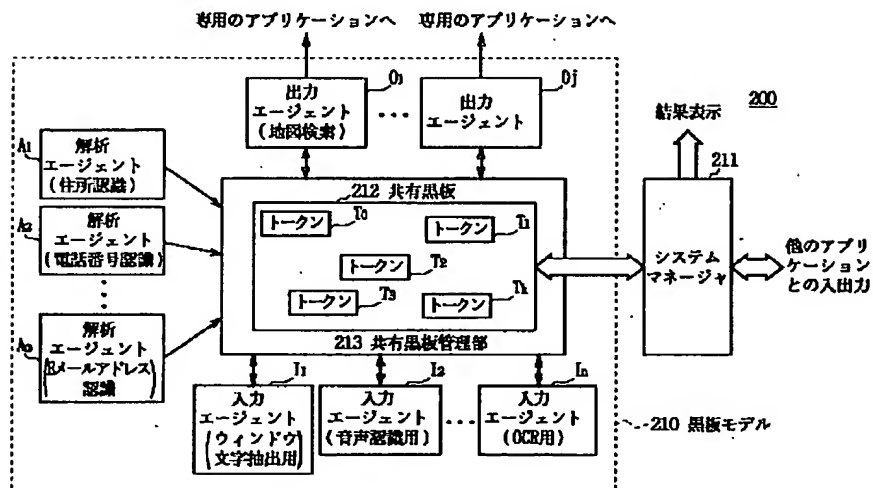 専用のアプリケーションへ
専用のアプリケーションへ
O1
Oj
出力
エージェント
(地図検索)
・・・
出力
エージェント
結果表示
200
211
A1
解析
エージェント
(住所認識)
A2
解析
エージェント
(電話番号認識)
解析
エージェント
(Eメールアドレス
認識)
212 共有黒板
トークン
T0
トークン
T1
トークン
T2
トークン
T3
トークン
Tk
213 共有黒板管理部
システム
マネージャ
他のアプリ
ケーション
との入出力
I1
入力
エージェント
(ウィンドウ
文字抽出用)
I2
入力
エージェント
(音声認識用)
・・・
In
入力
エージェント
(OCR用)
210 黒板モデル